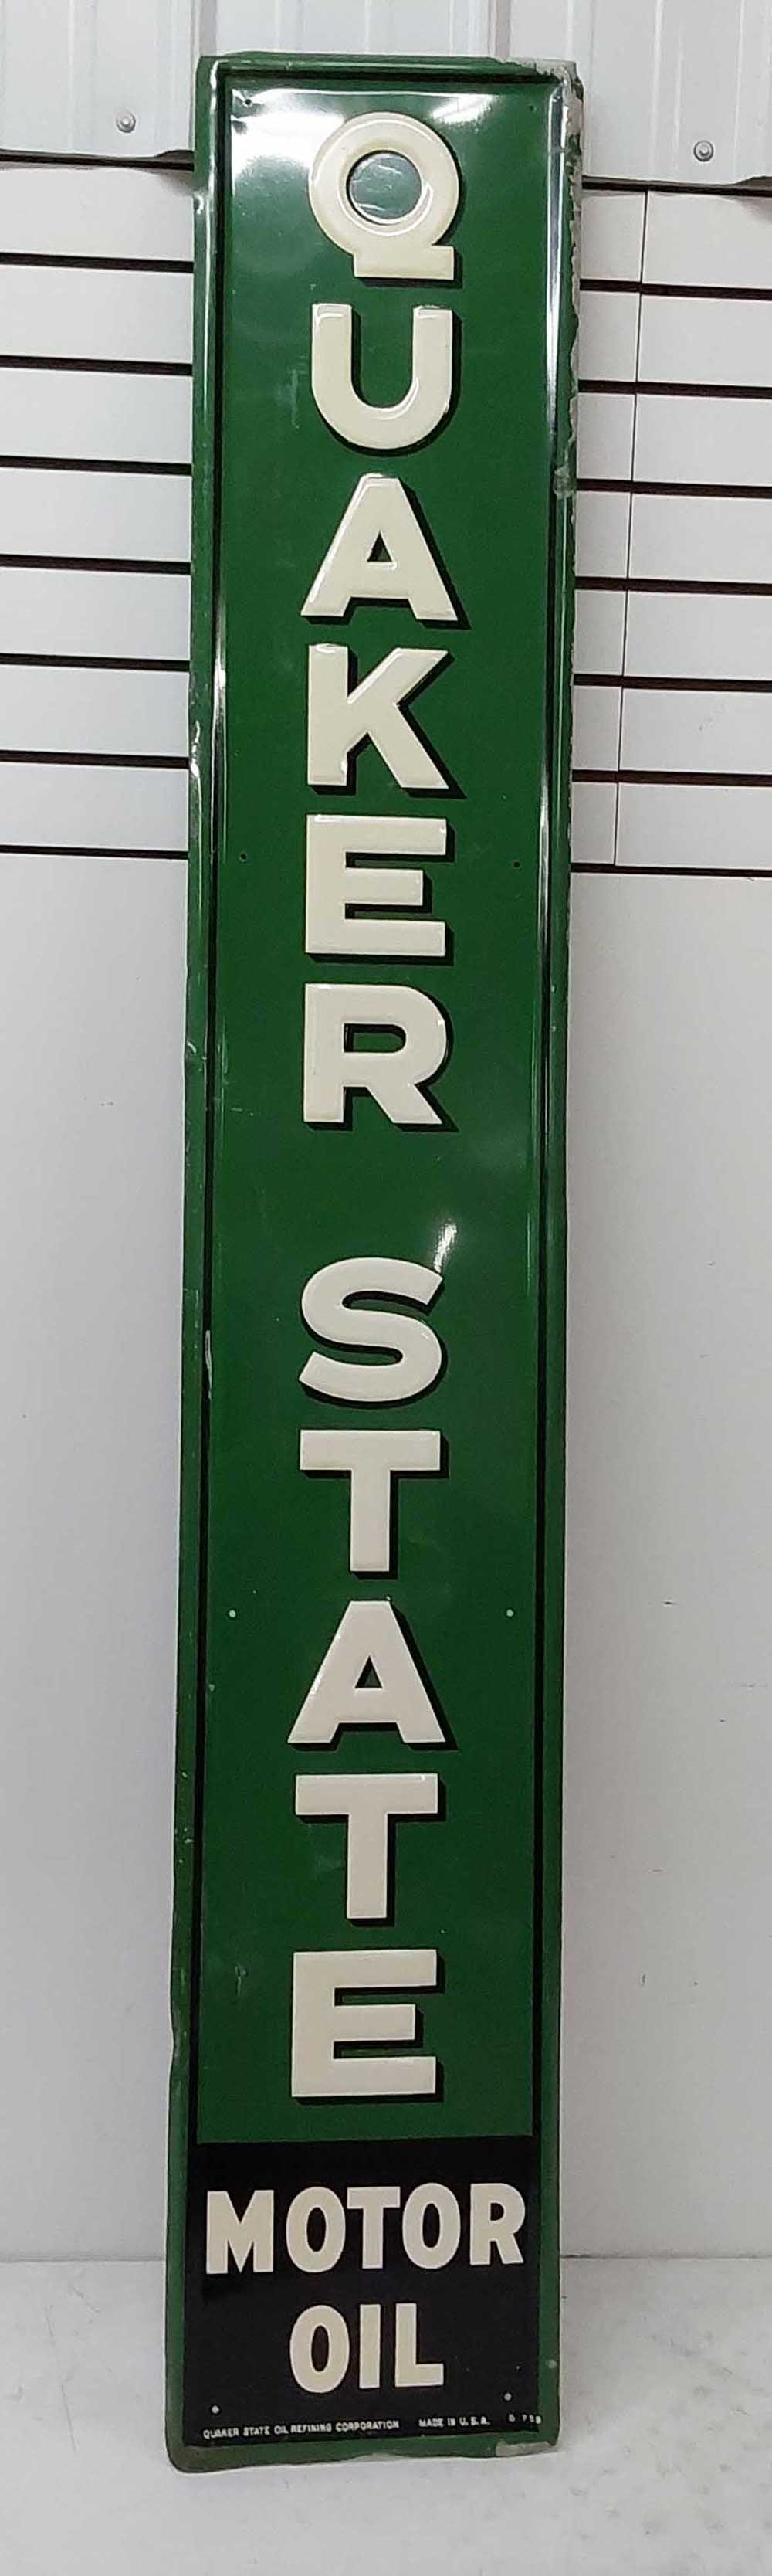 QUAKER
STATE
MOTOR
OIL
QUAKER STATE OIL REFINING CORPORATION MADE IN U.S.A.